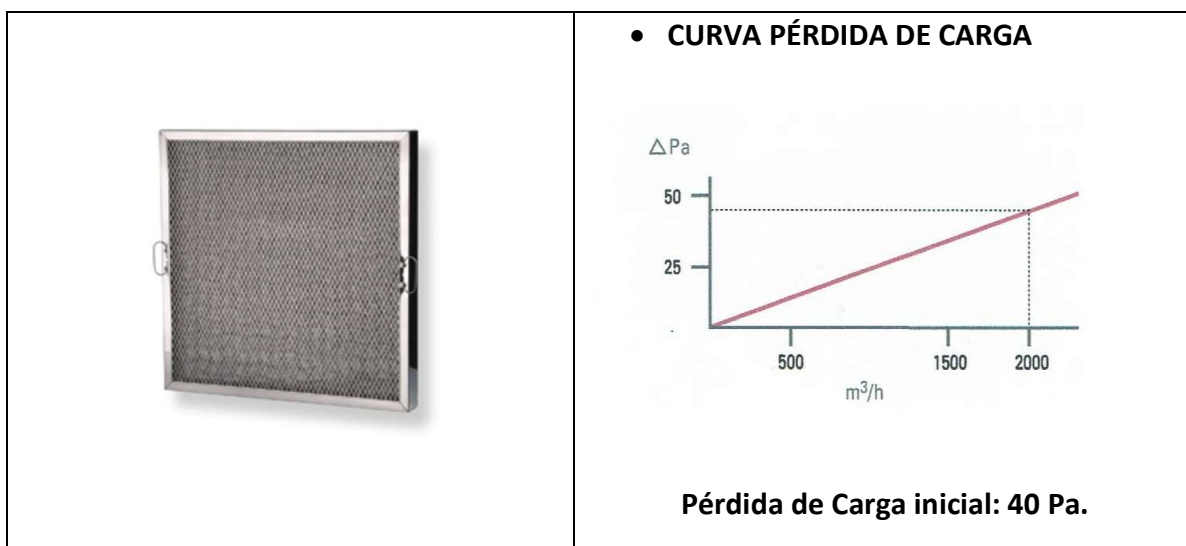 • CURVA PÉRDIDA DE CARGA
△Pa
50
25
500
1500
2000
m³/h
Pérdida de Carga inicial: 40 Pa.